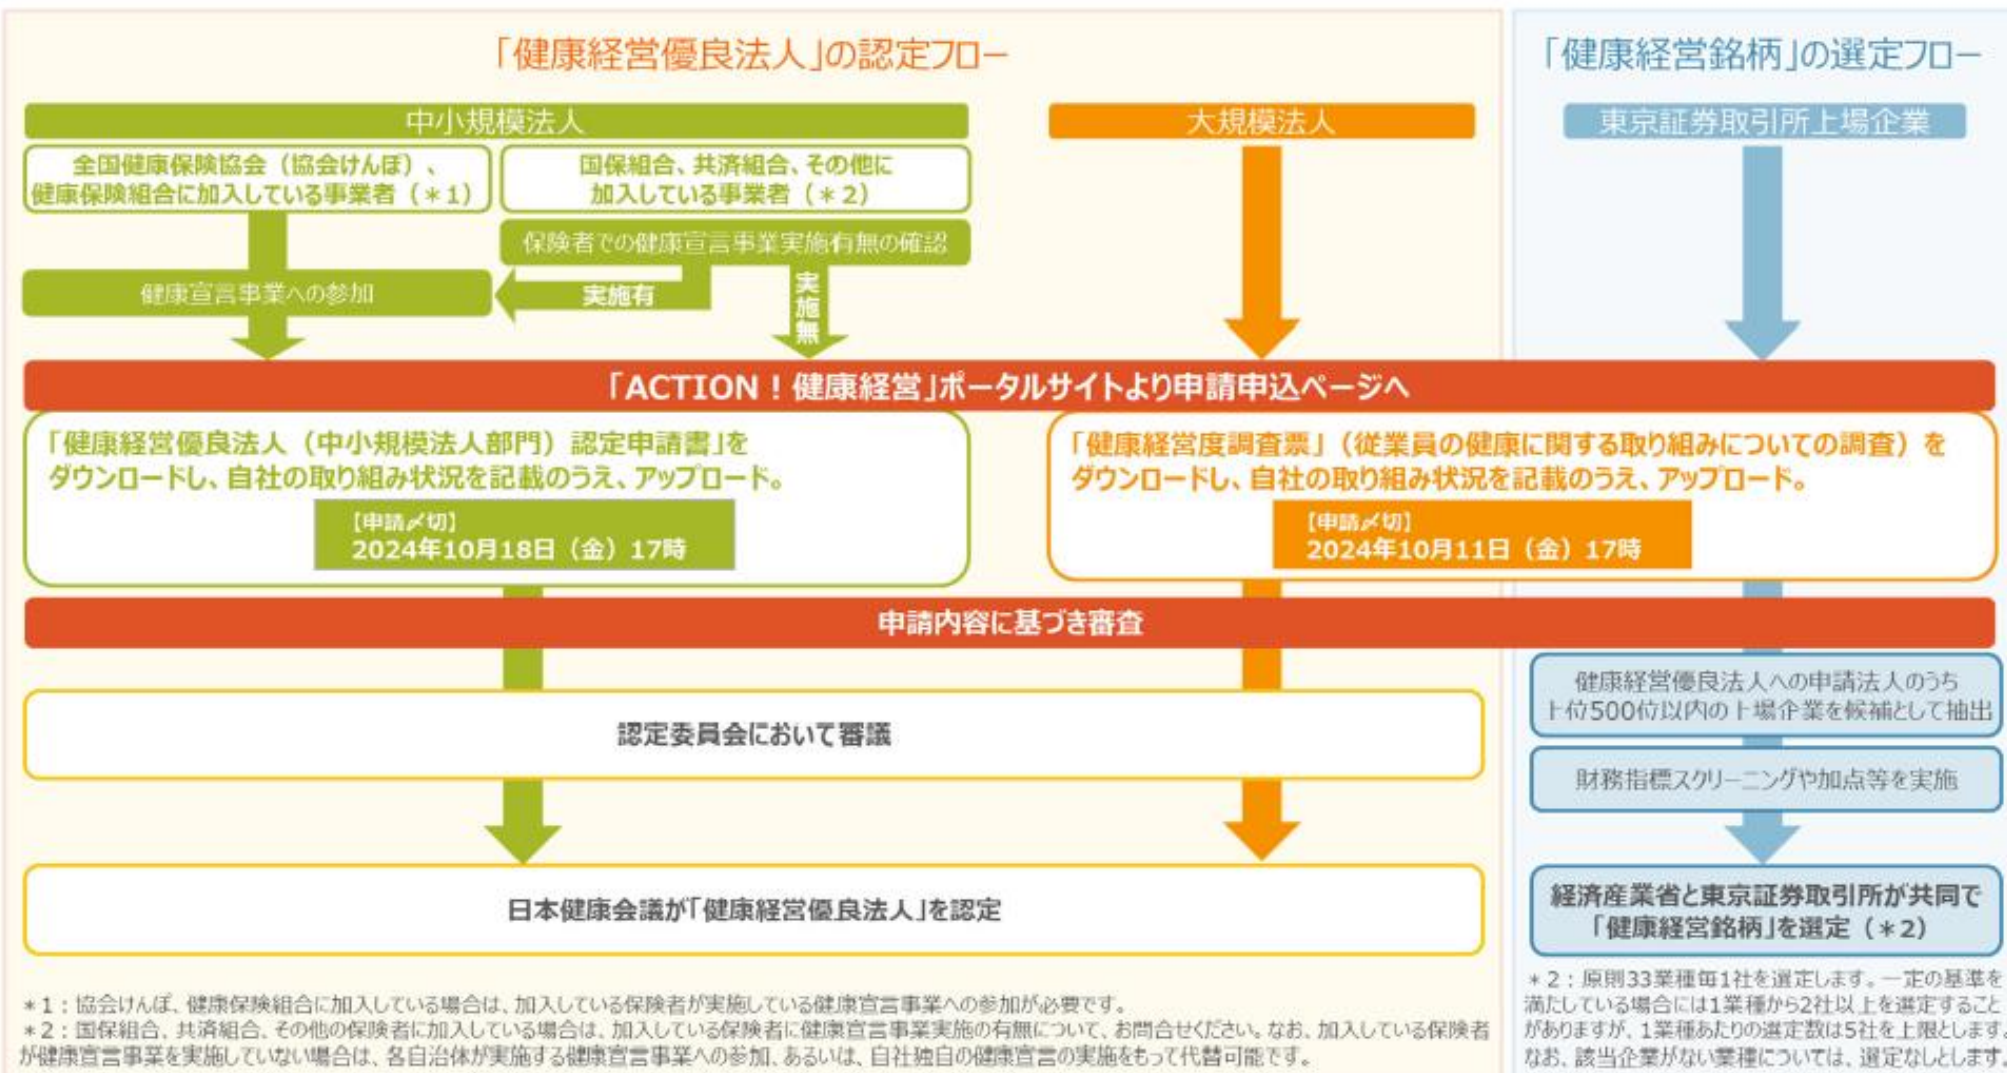 「健康経営優良法人」の認定フロー
中小規模法人
全国健康保険協会（協会けんぽ）、
健康保険組合に加入している事業者（＊1）
国保組合、共済組合、その他に
加入している事業者（＊2）
保険者での健康宣言事業実施有無の確認
健康宣言事業への参加
実施有
実施無
大規模法人
「健康経営銘柄」の選定フロー
東京証券取引所上場企業
「ACTION！健康経営」ポータルサイトより申請申込ページへ
「健康経営優良法人（中小規模法人部門）認定申請書」を
ダウンロードし、自社の取り組み状況を記載のうえ、アップロード。
【申請〆切】
2024年10月18日（金）17時
「健康経営度調査票」（従業員の健康に関する取り組みについての調査）を
ダウンロードし、自社の取り組み状況を記載のうえ、アップロード。
【申請〆切】
2024年10月11日（金）17時
申請内容に基づき審査
認定委員会において審議
日本健康会議が「健康経営優良法人」を認定
健康経営優良法人への申請法人のうち
上位500位以内の上場企業を候補として抽出
財務指標スクリーニングや加点等を実施
経済産業省と東京証券取引所が共同で
「健康経営銘柄」を選定（＊2）
＊1：協会けんぽ、健康保険組合に加入している場合は、加入している保険者が実施している健康宣言事業への参加が必要です。
＊2：国保組合、共済組合、その他の保険者に加入している場合は、加入している保険者に健康宣言事業実施の有無について、お問合せください。なお、加入している保険者
が健康宣言事業を実施していない場合は、各自治体が実施する健康宣言事業への参加、あるいは、自社独自の健康宣言の実施をもって代替可能です。
＊2：原則33業種毎1社を選定します。一定の基準を
満たしている場合には1業種から2社以上を選定すること
がありますが、1業種あたりの選定数は5社を上限とします。
なお、該当企業がない業種については、選定なしとします。